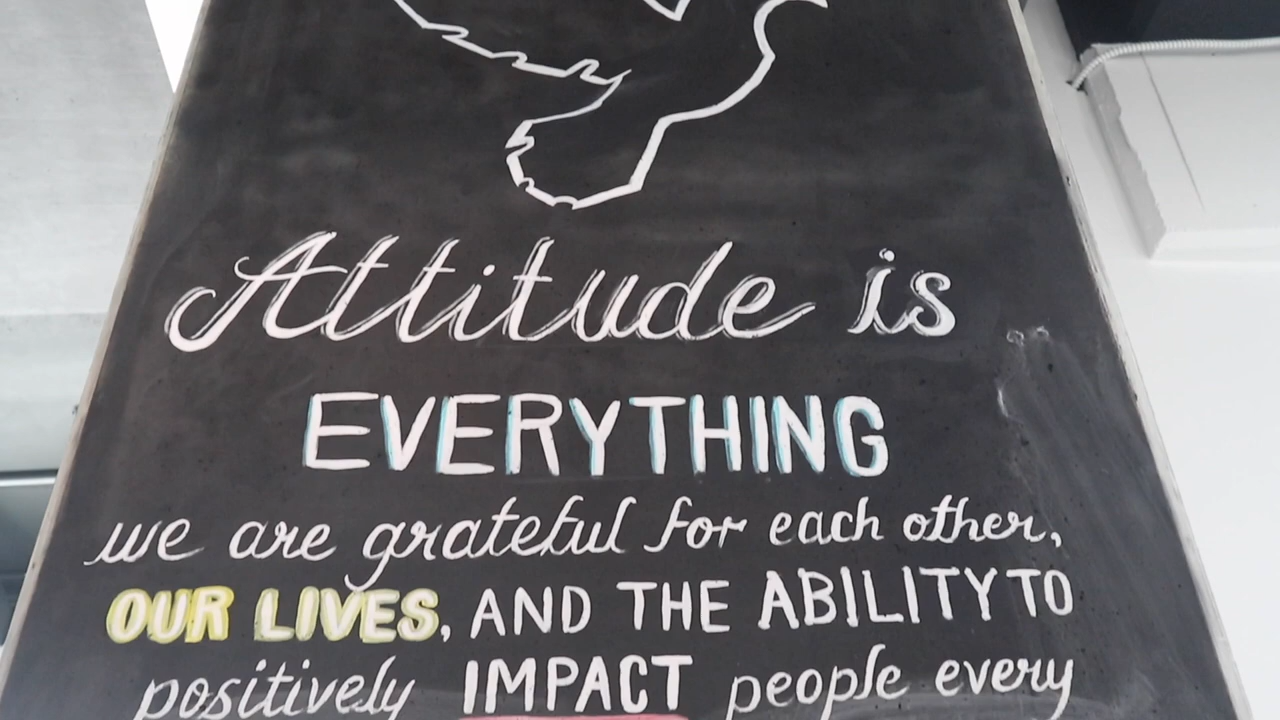 Attitude is
EVERYTHING
we are grateful for each other,
OUR LIVES, AND THE ABILITY TO
positively IMPACT people every